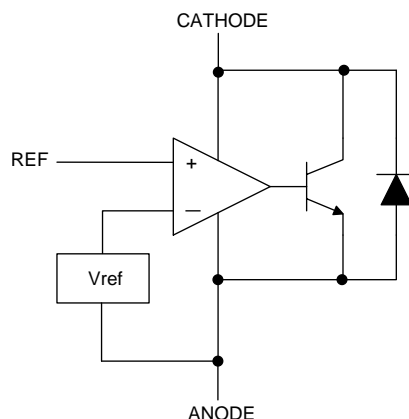 CATHODE
REF
+
−
Vref
ANODE